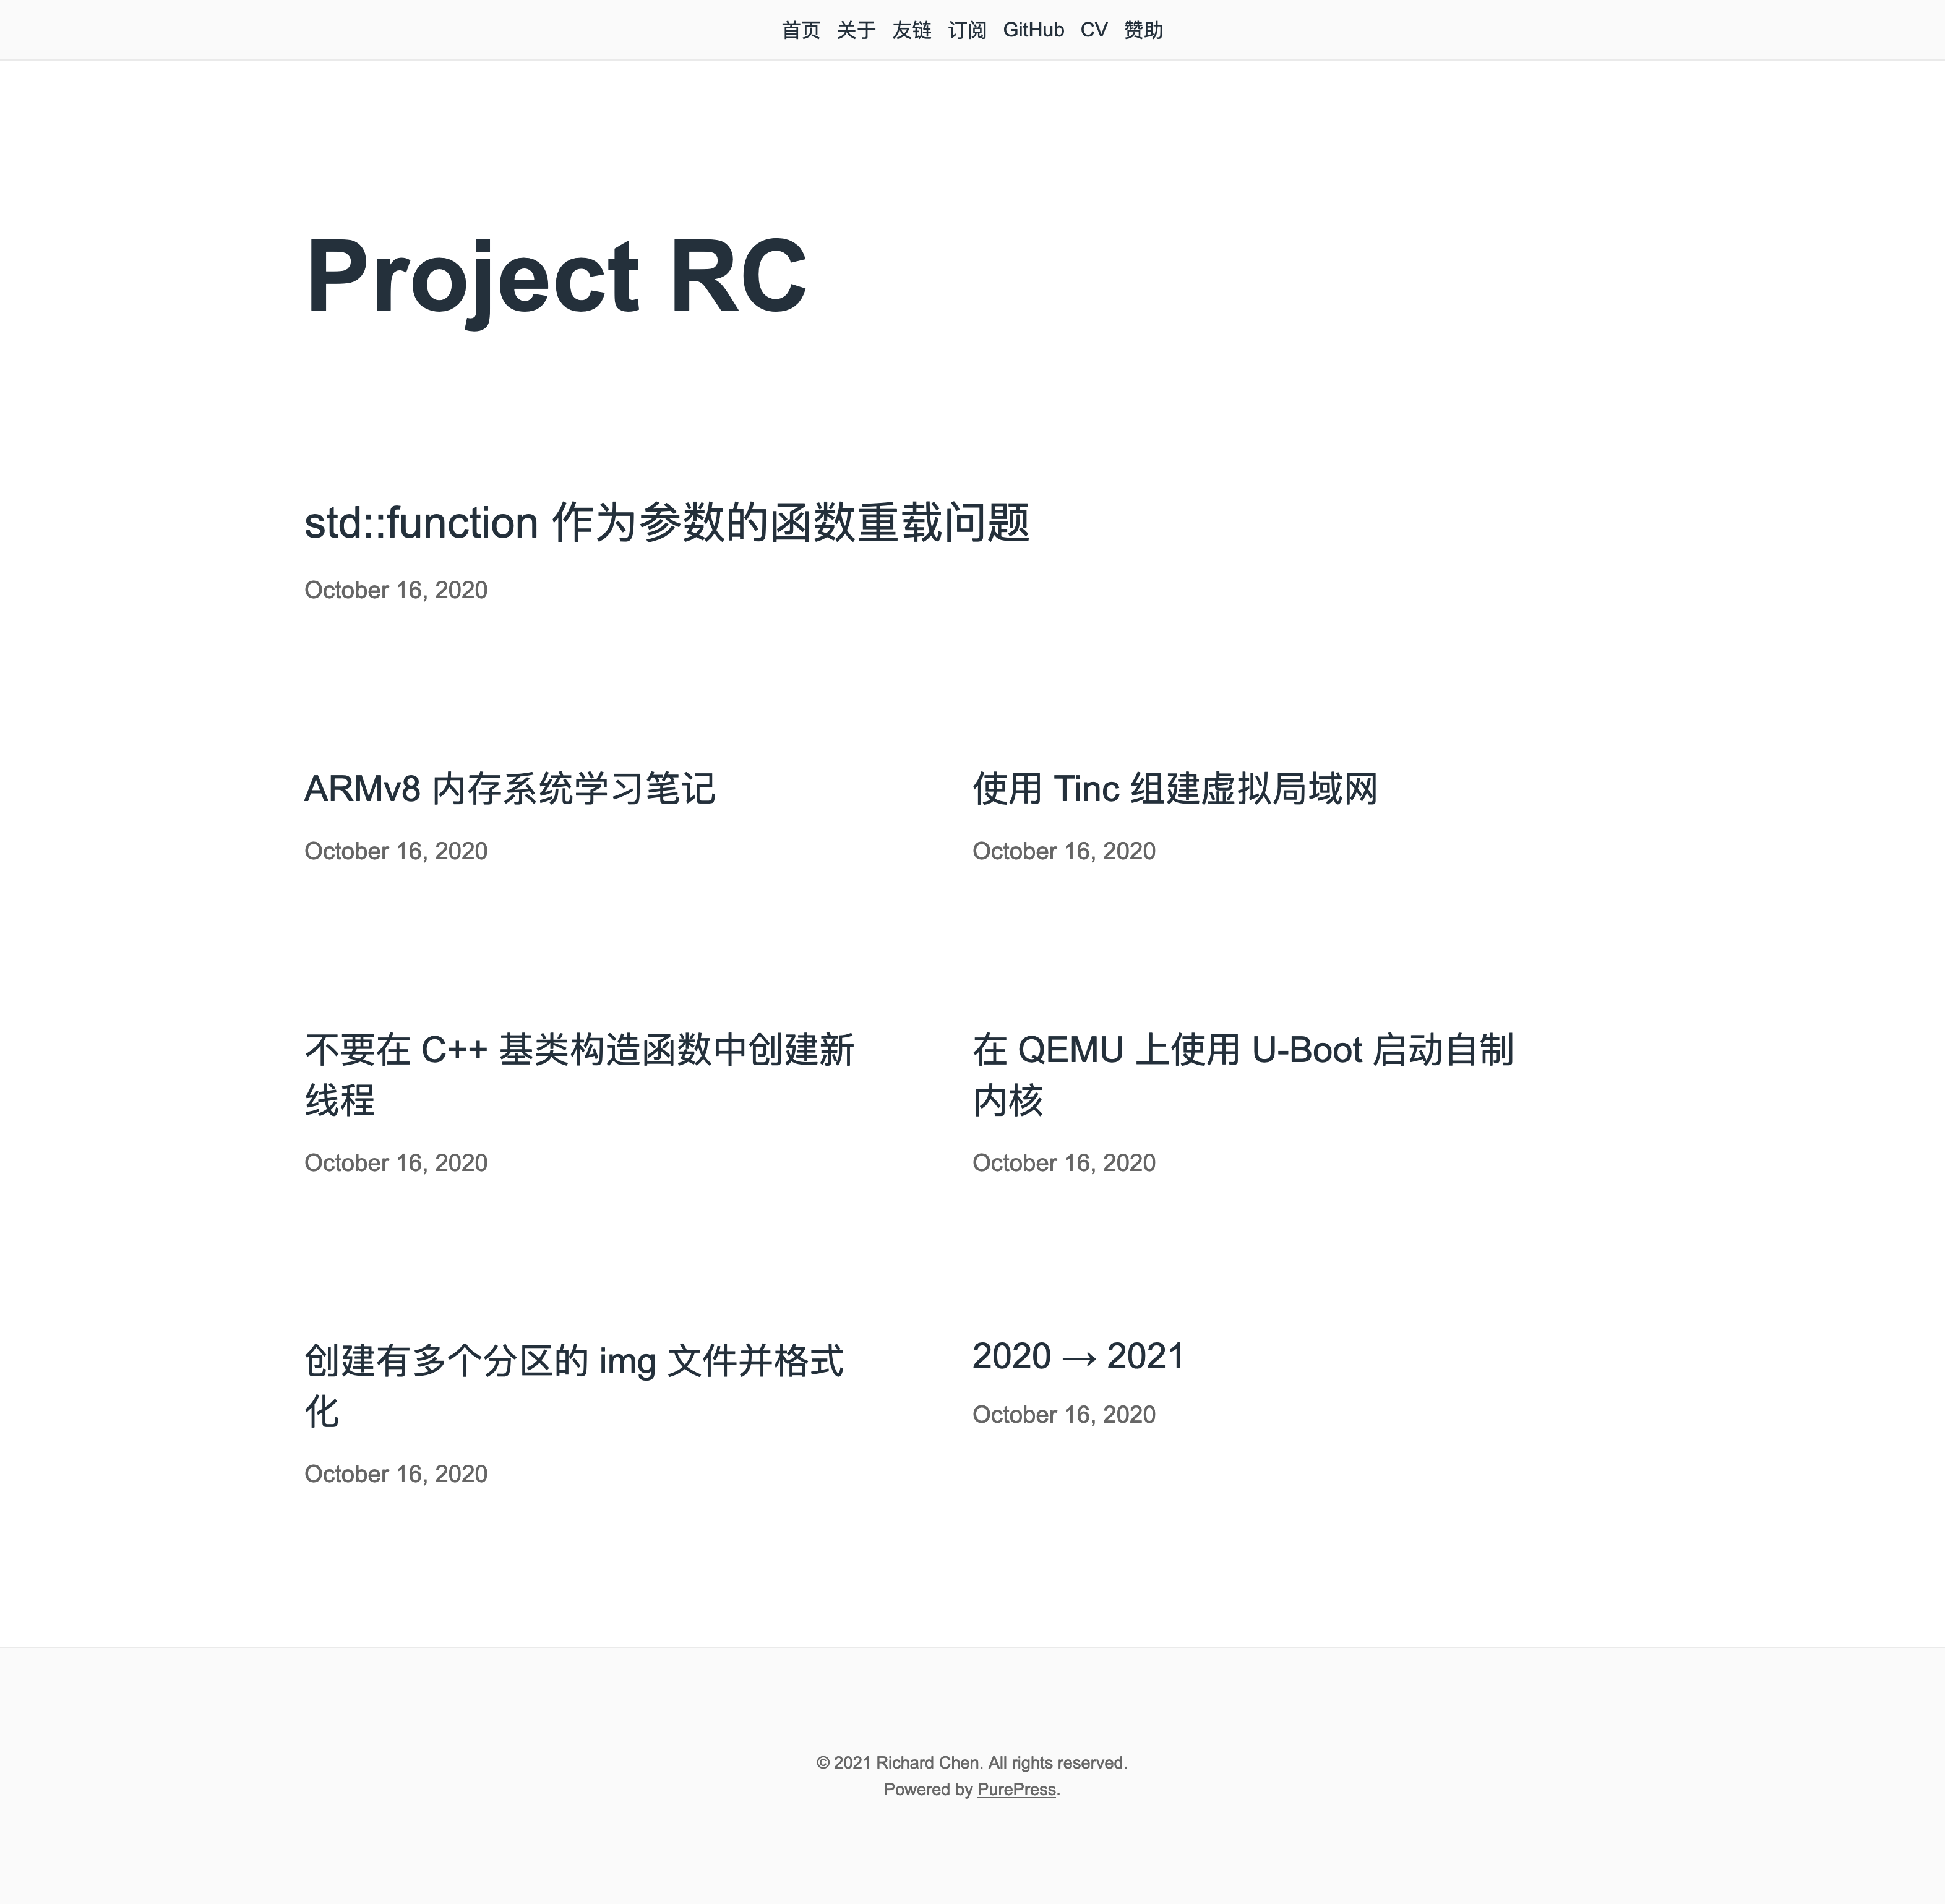 首页 关于 友链 订阅 GitHub CV 赞助
Project RC
std::function 作为参数的函数重载问题
October 16, 2020
ARMv8 内存系统学习笔记
October 16, 2020
使用 Tinc 组建虚拟局域网
October 16, 2020
不要在 C++ 基类构造函数中创建新
线程
October 16, 2020
在 QEMU 上使用 U-Boot 启动自制
内核
October 16, 2020
创建有多个分区的 img 文件并格式
化
October 16, 2020
2020 → 2021
October 16, 2020
© 2021 Richard Chen. All rights reserved.
Powered by PurePress.